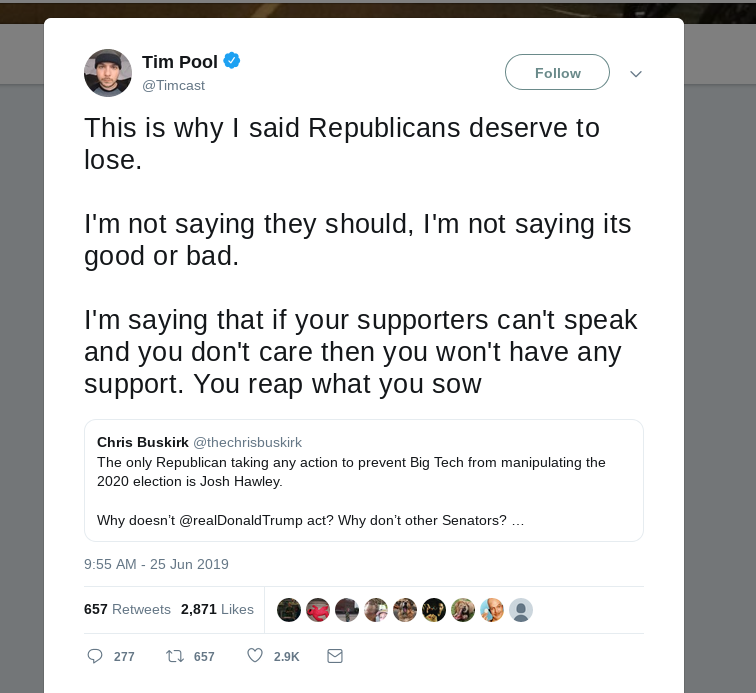 Tim Pool
@Timcast
Follow
This is why I said Republicans deserve to
lose.
I'm not saying they should, I'm not saying its
good or bad.
I'm saying that if your supporters can't speak
and you don't care then you won't have any
support. You reap what you sow
Chris Buskirk @thechrisbuskirk
The only Republican taking any action to prevent Big Tech from manipulating the
2020 election is Josh Hawley.
Why doesn't @realDonaldTrump act? Why don't other Senators? …
9:55 AM - 25 Jun 2019
657 Retweets 2,871 Likes
277 657 2.9K